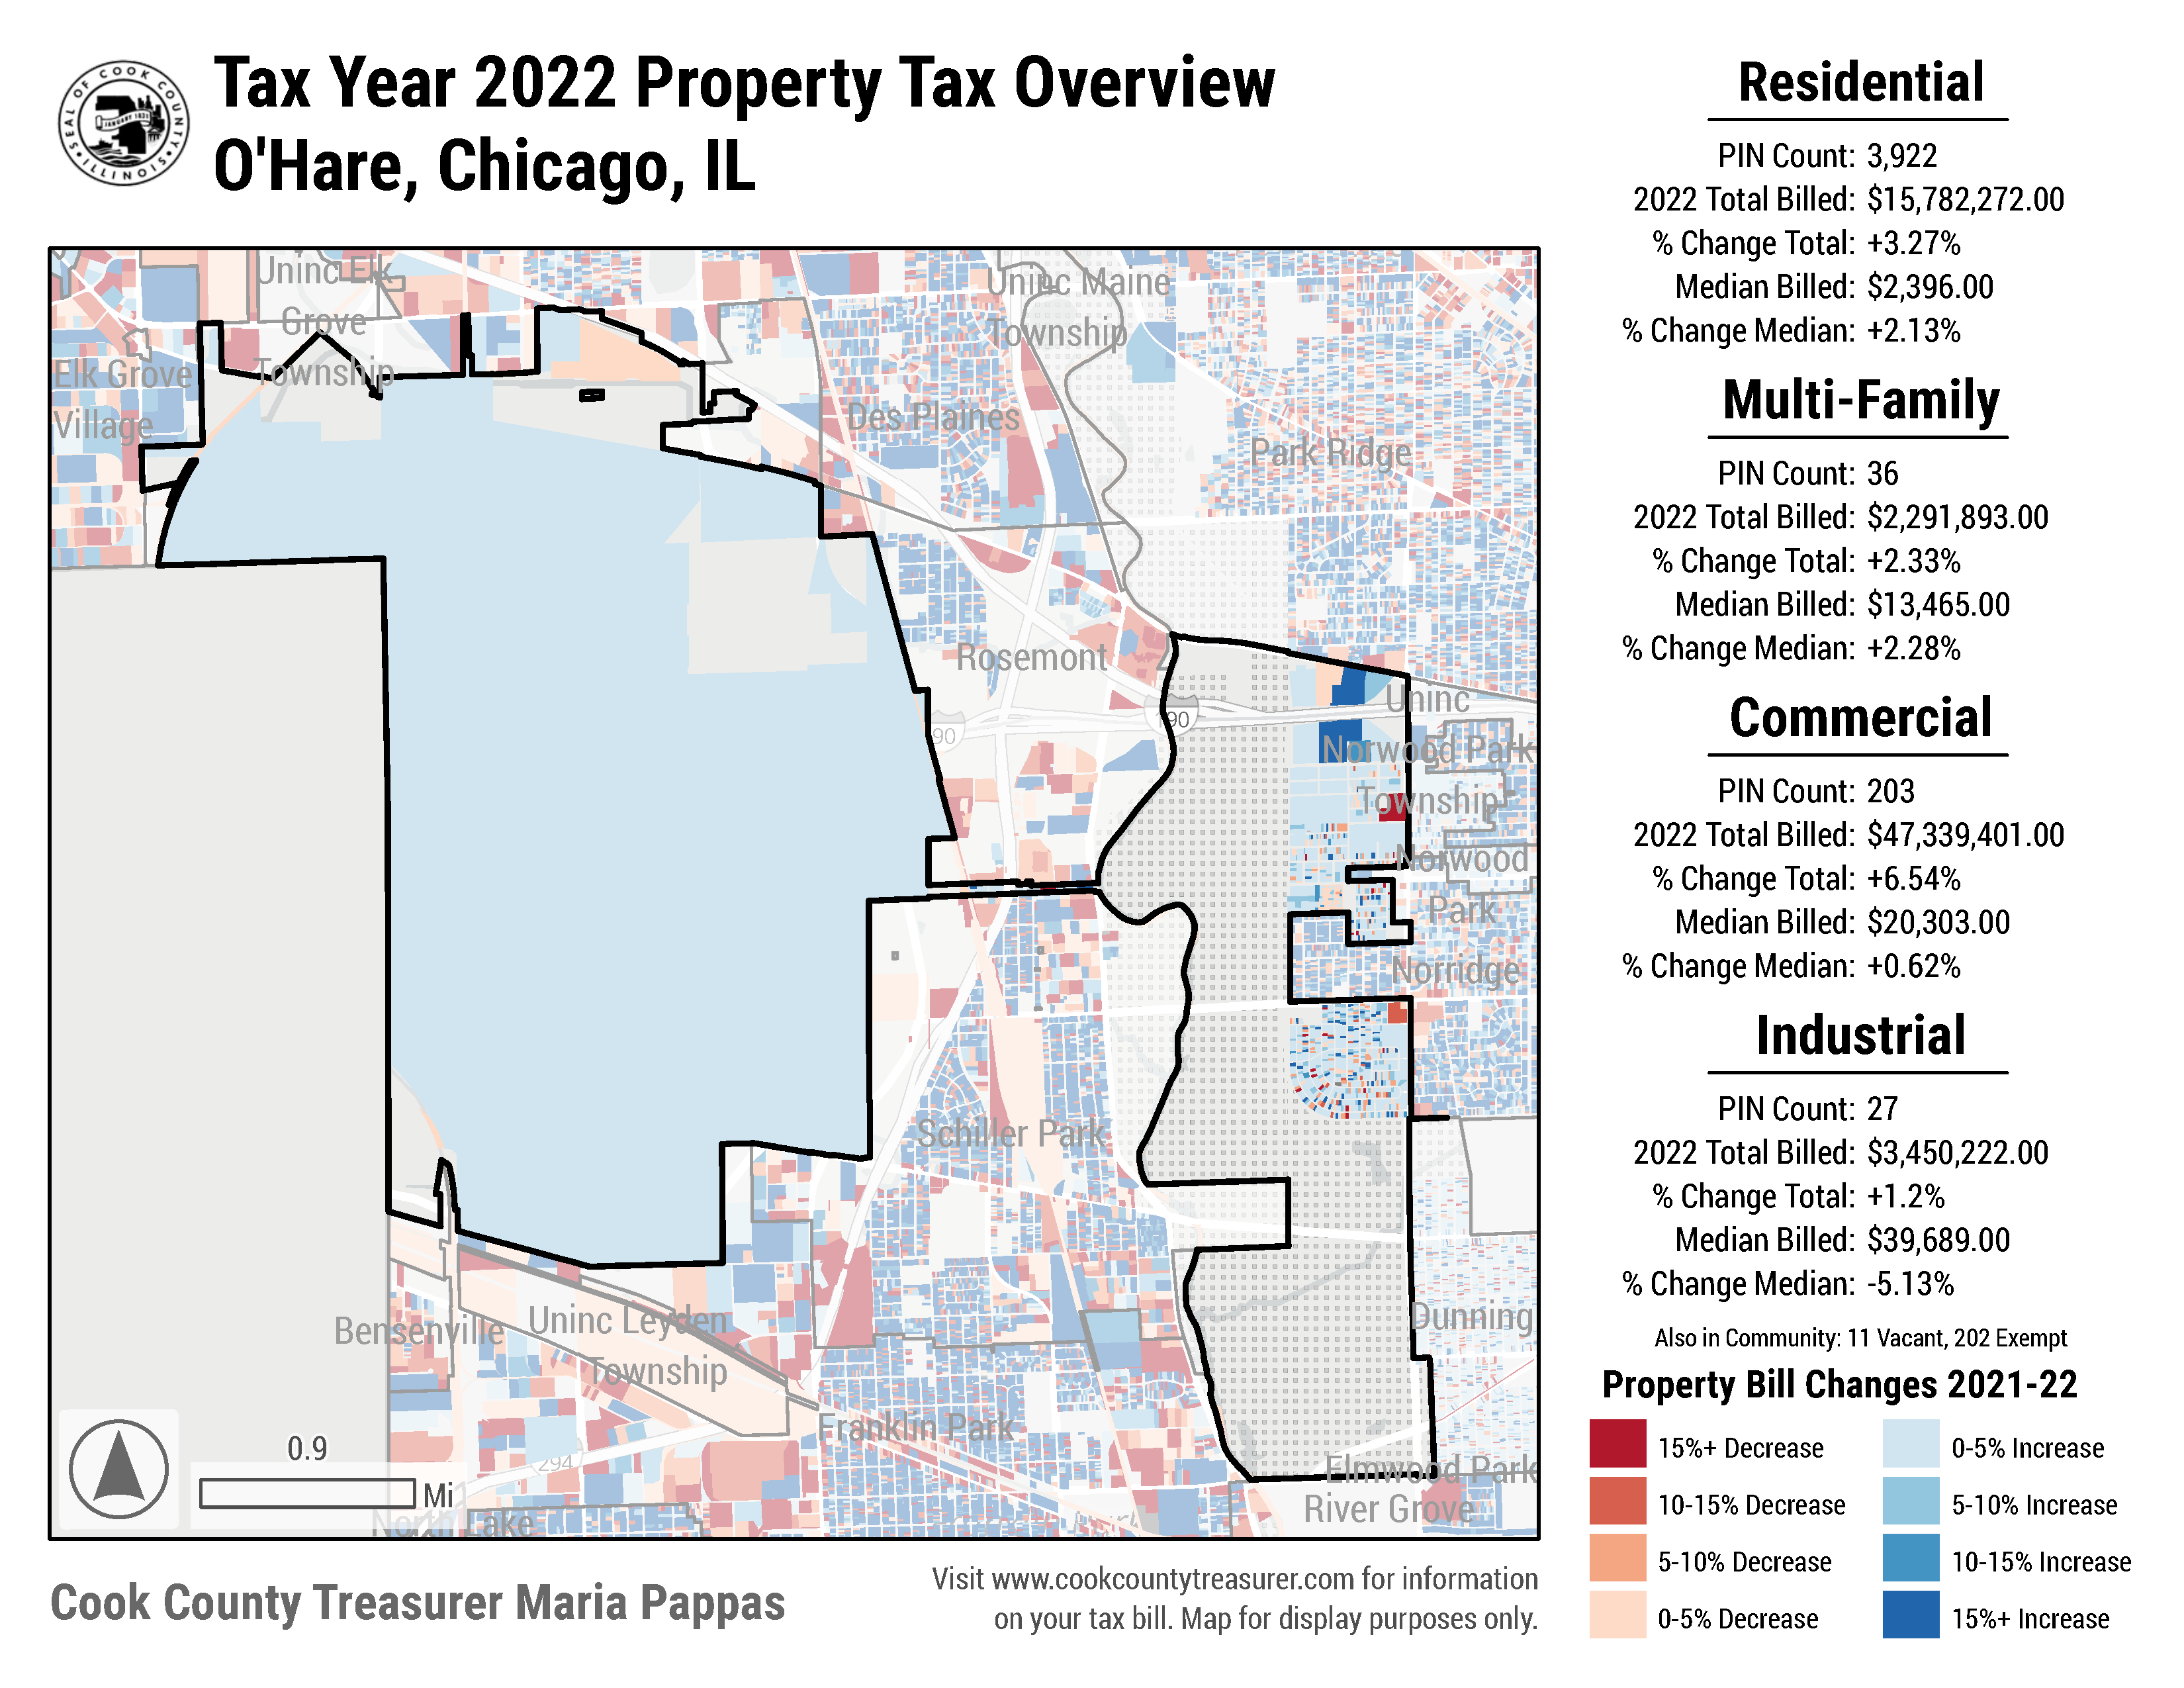 SEAL OF COOK COUNTY
ILLINOIS
JANUARY 1831
Tax Year 2022 Property Tax Overview
O'Hare, Chicago, IL
Uninc Elk
Grove
Township
Elk Grove
Village
Uninc Maine
Township
Des Plaines
Park Ridge
Rosemont
90
190
Uninc
Norwood Park
Township
Norwood
Park
Norridge
Schiller Park
Bensenville
Uninc Leyden
Township
Franklin Park
Dunning
Elmwood Park
River Grove
294
North Lake
0.9
Mi
Cook County Treasurer Maria Pappas
Visit www.cookcountytreasurer.com for information
on your tax bill. Map for display purposes only.
Residential
PIN Count: 3,922
2022 Total Billed: $15,782,272.00
% Change Total: +3.27%
Median Billed: $2,396.00
% Change Median: +2.13%
Multi-Family
PIN Count: 36
2022 Total Billed: $2,291,893.00
% Change Total: +2.33%
Median Billed: $13,465.00
% Change Median: +2.28%
Commercial
PIN Count: 203
2022 Total Billed: $47,339,401.00
% Change Total: +6.54%
Median Billed: $20,303.00
% Change Median: +0.62%
Industrial
PIN Count: 27
2022 Total Billed: $3,450,222.00
% Change Total: +1.2%
Median Billed: $39,689.00
% Change Median: -5.13%
Also in Community: 11 Vacant, 202 Exempt
Property Bill Changes 2021-22
15%+ Decrease
10-15% Decrease
5-10% Decrease
0-5% Decrease
0-5% Increase
5-10% Increase
10-15% Increase
15%+ Increase